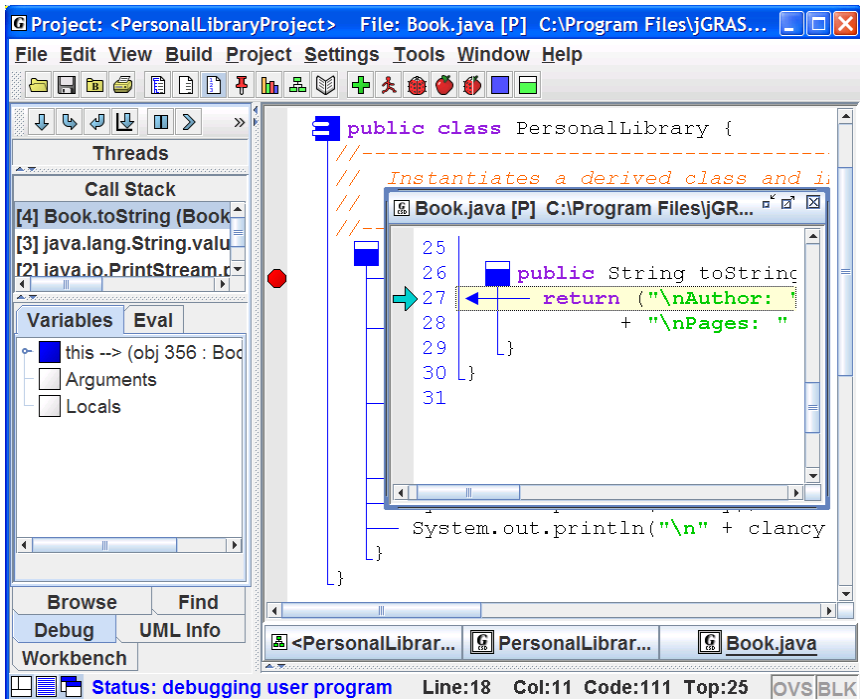 Project: <PersonalLibraryProject> File: Book.java [P] C:\Program Files\jGRAS...
File Edit View Build Project Settings Tools Window Help
Threads
Call Stack
[4] Book.toString (Book
[3] java.lang.String.valu
[2] java.io.PrintStream.p
Variables Eval
this --> (obj 356 : Boo
Arguments
Locals
Browse Find
Debug UML Info
Workbench
public class PersonalLibrary {
//
// Instantiates a derived class and i
//
//--
Book.java [P] C:\Program Files\jGR...
25
26 public String toString
27 return ("\nAuthor: "
28 + "\nPages: "
29 }
30 }
31
System.out.println("\n" + clancy
}
}
<PersonalLibrar... PersonalLibrar... Book.java
Status: debugging user program Line:18 Col:11 Code:111 Top:25 OVS BLK